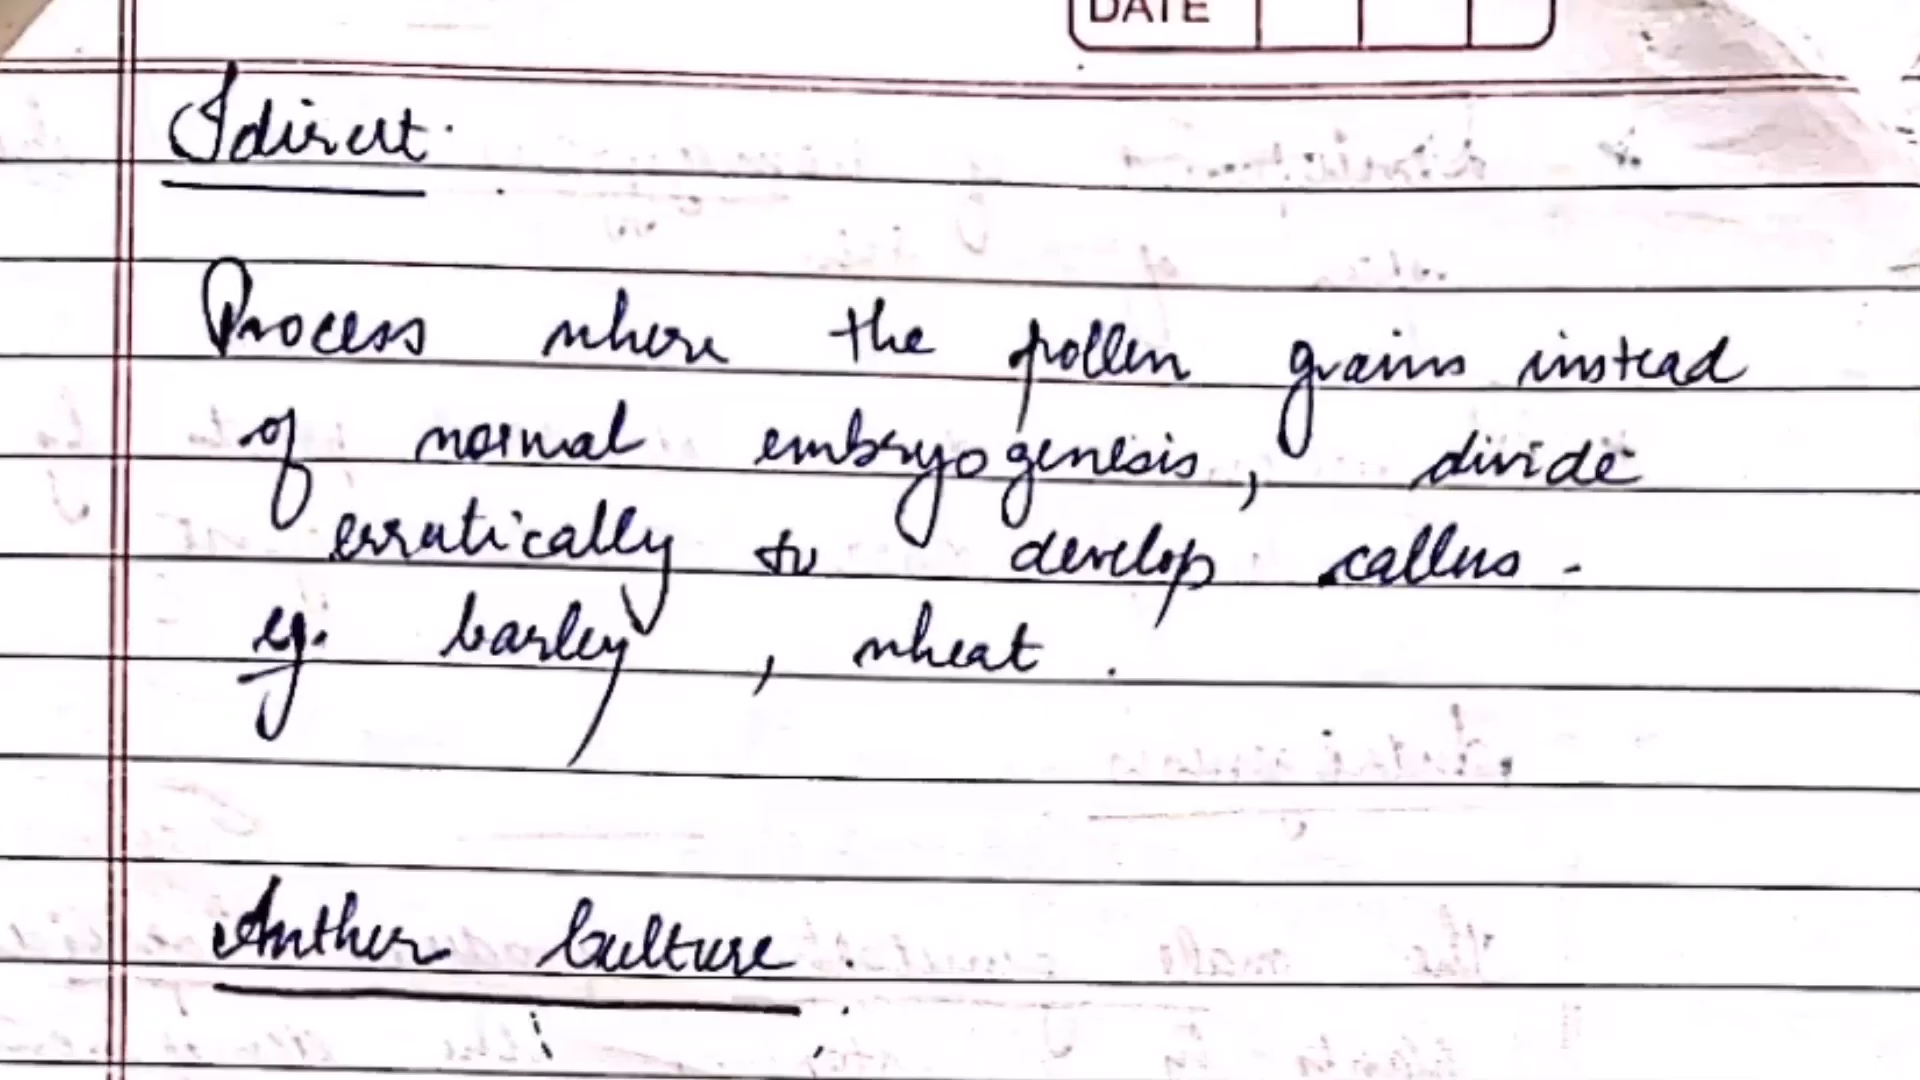 DATE
Idirect.
Process where the pollen grains instead
of normal embryogenesis, divide
erratically to develop callus.
eg. barley, wheat.
Anther Culture.